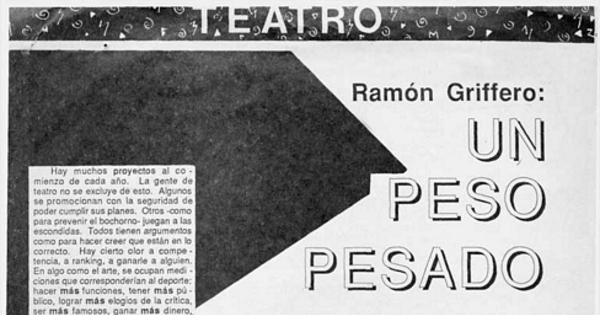 TEATRO
Ramón Griffero:
UN
PESO
PESADO
Hay muchos proyectos al co-
mienzo de cada año. La gente de
teatro no se excluye de esto. Algunos
se promocionan con la seguridad de
poder cumplir sus planes. Otros -como
para prevenir el bochorno- juegan a las
escondidas. Todos tienen argumentos
como para hacer creer que están en lo
correcto. Hay cierto olor a compe-
tencia, a ranking, a ganarle a alguien.
En algo como el arte, se ocupan medi-
ciones que corresponderían al deporte:
hacer más funciones, tener más pú-
blico, lograr más elogios de la crítica,
ser más famosos, ganar más dinero,